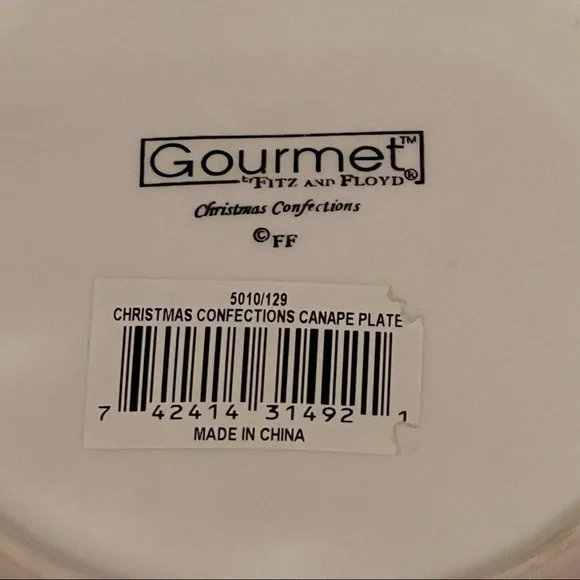 Gourmet™
by FITZ AND FLOYD®
Christmas Confections
©FF
5010/129
CHRISTMAS CONFECTIONS CANAPE PLATE
7 42414 31492 1
MADE IN CHINA